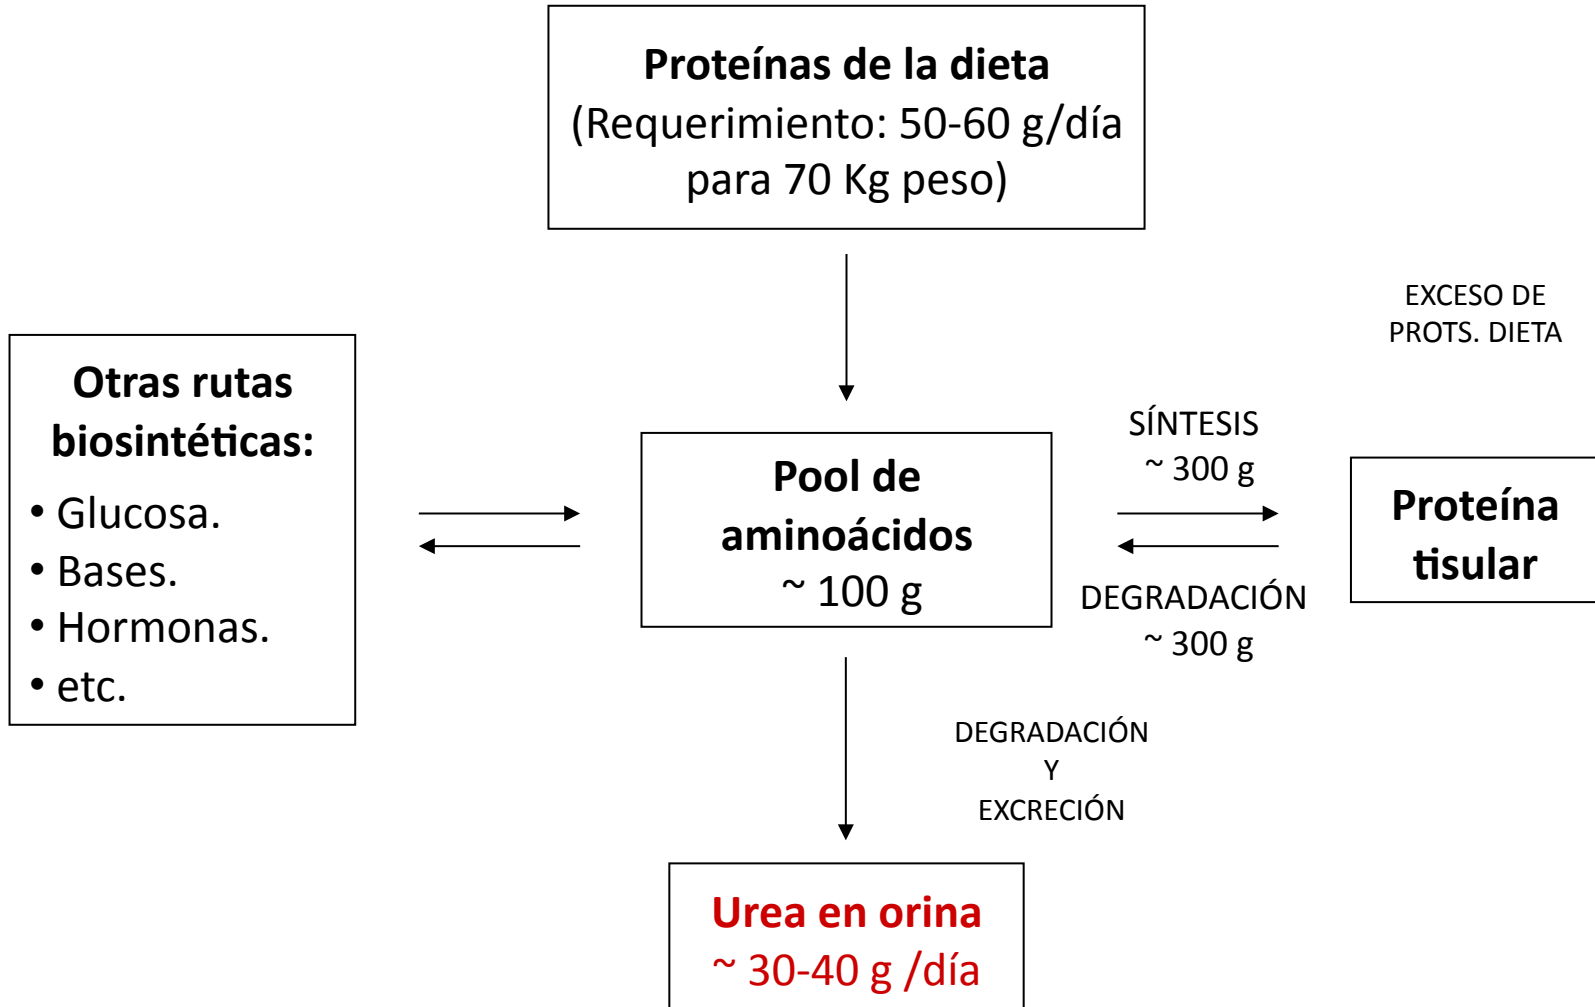 Proteínas de la dieta
(Requerimiento: 50-60 g/día
para 70 Kg peso)
EXCESO DE
PROTS. DIETA
Otras rutas
biosintéticas:
• Glucosa.
• Bases.
• Hormonas.
• etc.
Pool de
aminoácidos
~ 100 g
SÍNTESIS
~ 300 g
DEGRADACIÓN
~ 300 g
Proteína
tisular
DEGRADACIÓN
Y
EXCRECIÓN
Urea en orina
~ 30-40 g /día